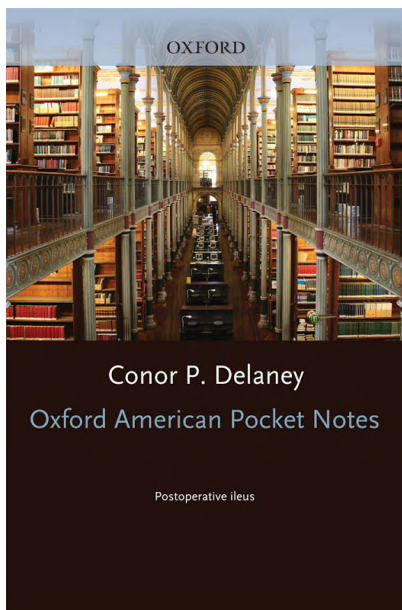 OXFORD
Conor P. Delaney
Oxford American Pocket Notes
Postoperative ileus